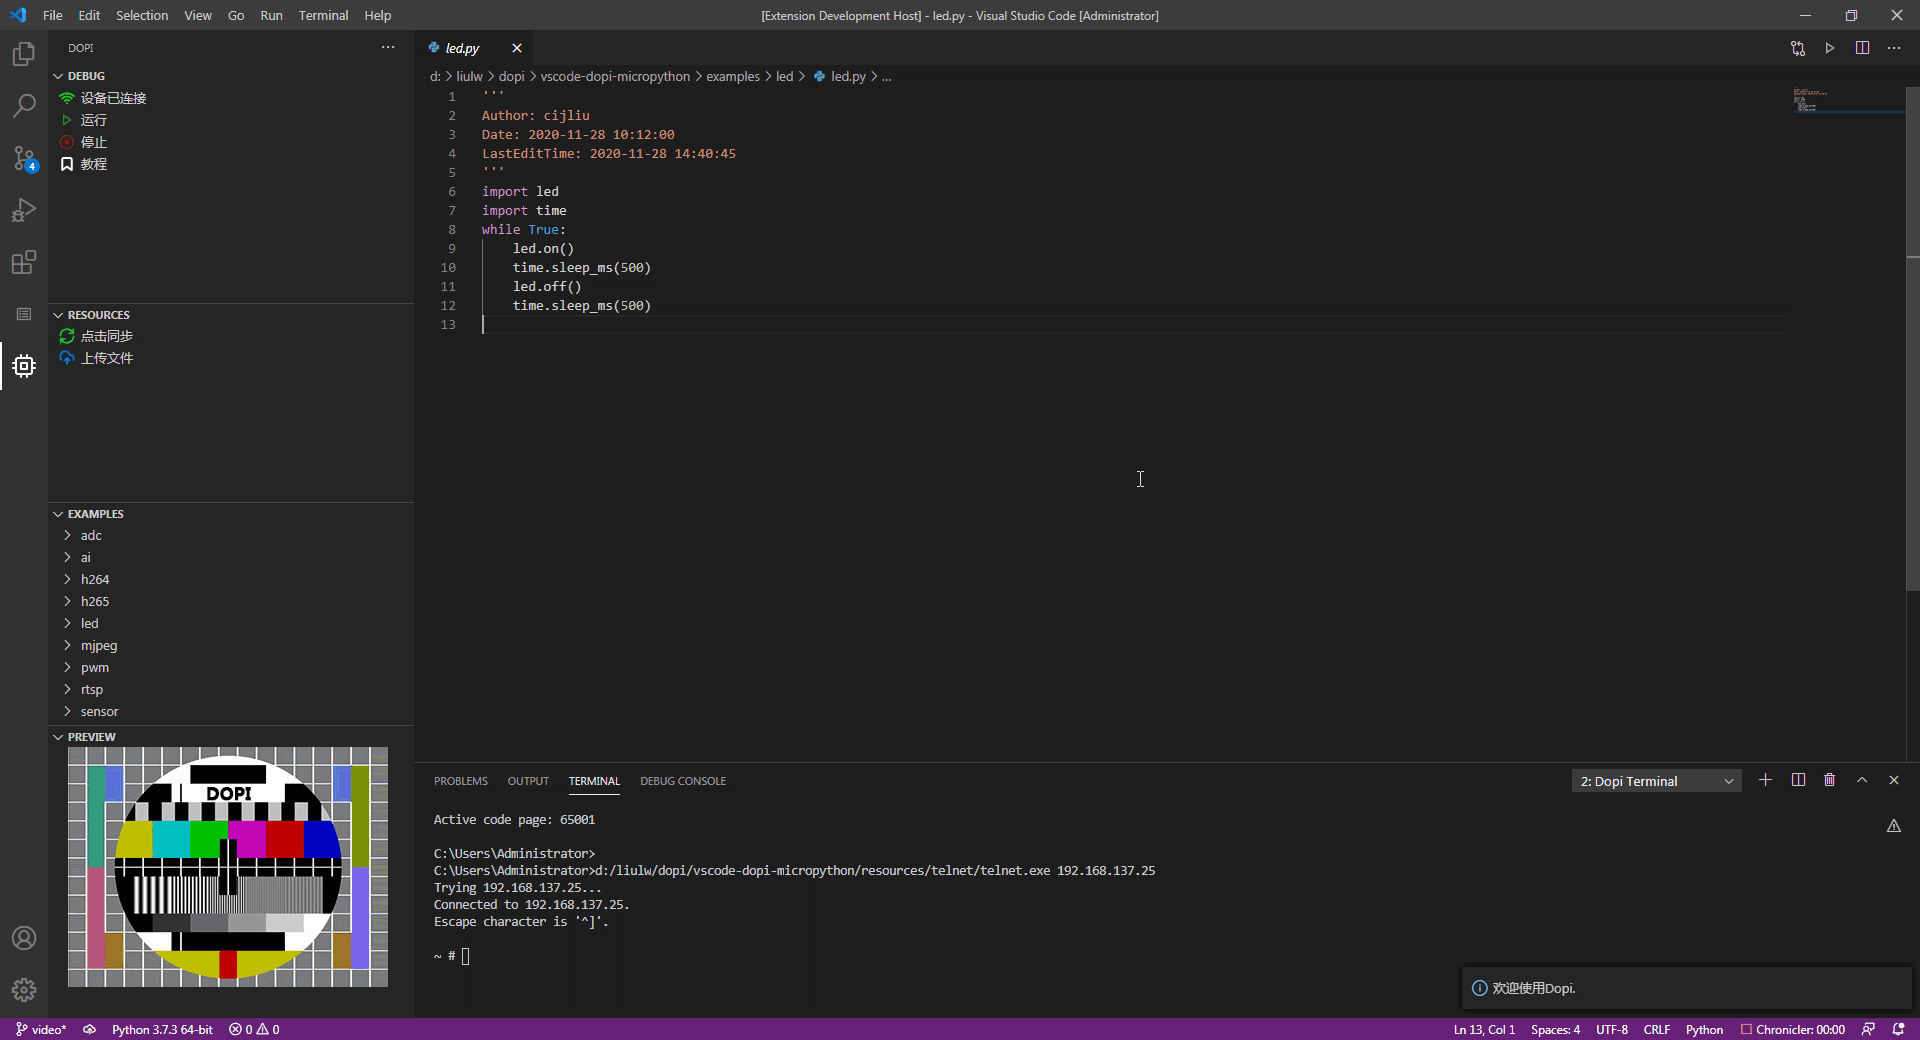 File Edit Selection View Go Run Terminal Help
[Extension Development Host] - led.py - Visual Studio Code [Administrator]
DOPI
DEBUG
设备已连接
运行
停止
教程
4
RESOURCES
点击同步
上传文件
EXAMPLES
adc
ai
h264
h265
led
mjpeg
pwm
rtsp
sensor
PREVIEW
DOPI
led.py
d: > liulw > dopi > vscode-dopi-micropython > examples > led > led.py > ...
1 '''
2 Author: cijliu
3 Date: 2020-11-28 10:12:00
4 LastEditTime: 2020-11-28 14:40:45
5 '''
6 import led
7 import time
8 while True:
9     led.on()
10     time.sleep_ms(500)
11     led.off()
12     time.sleep_ms(500)
13
PROBLEMS OUTPUT TERMINAL DEBUG CONSOLE
2: Dopi Terminal
Active code page: 65001
C:\Users\Administrator>
C:\Users\Administrator>d:/liulw/dopi/vscode-dopi-micropython/resources/telnet/telnet.exe 192.168.137.25
Trying 192.168.137.25...
Connected to 192.168.137.25.
Escape character is '^]'.
~ #
欢迎使用Dopi.
video* Python 3.7.3 64-bit 0 0
Ln 13, Col 1 Spaces: 4 UTF-8 CRLF Python Chronicler: 00:00